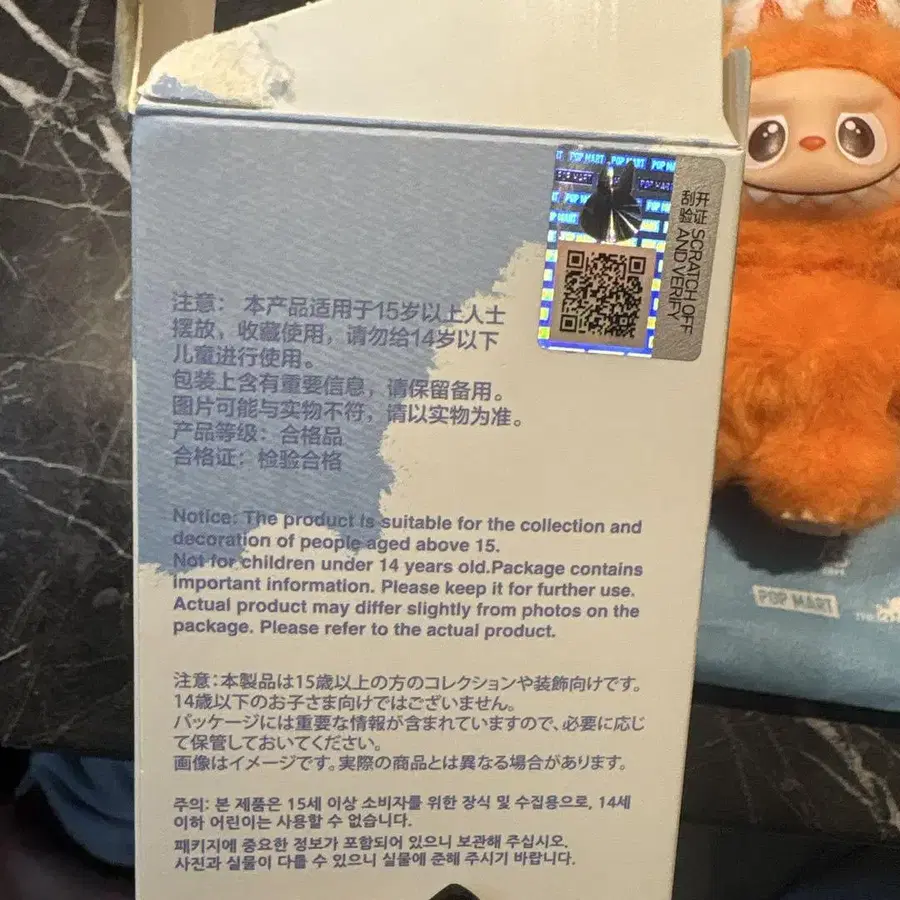 POP MART
POP MART
开 证 SCRATCH OFF
刮 验 AND VERIFY
注意： 本产品适用于15岁以上人士
摆放，收藏使用，请勿给14岁以下
儿童进行使用。
包装上含有重要信息，请保留备用。
图片可能与实物不符，请以实物为准。
产品等级：合格品
合格证：检验合格
Notice: The product is suitable for the collection and
decoration of people aged above 15.
Not for children under 14 years old.Package contains
important information. Please keep it for further use.
Actual product may differ slightly from photos on the
package. Please refer to the actual product.
注意：本製品は15歳以上の方のコレクションや装飾向けです。
14歳以下のお子さま向けではございません。
パッケージには重要な情報が含まれていますので、必要に応じ
て保管しておいてください。
画像はイメージです。実際の商品とは異なる場合があります。
주의: 본 제품은 15세 이상 소비자를 위한 장식 및 수집용으로, 14세
이하 어린이는 사용할 수 없습니다.
패키지에 중요한 정보가 포함되어 있으니 보관해 주십시오.
사진과 실물이 다를 수 있으니 실물에 준해 주시기 바랍니다.
POP MART
THE